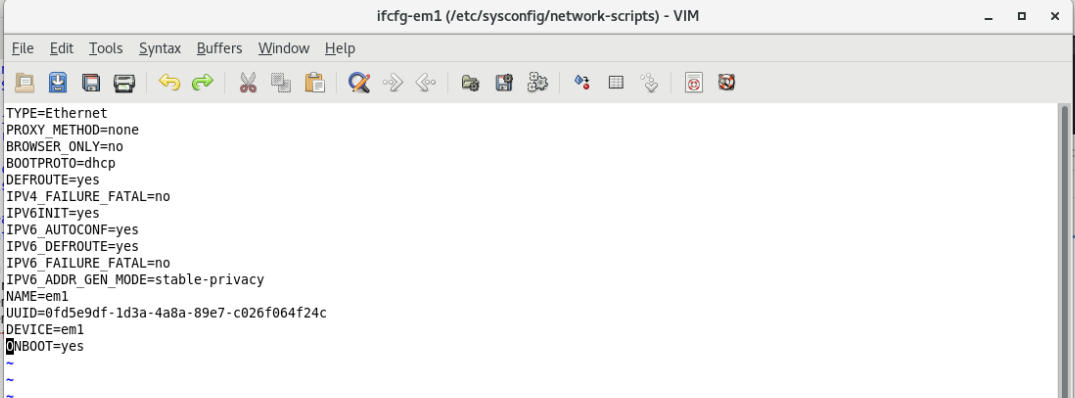 ifcfg-em1 (/etc/sysconfig/network-scripts) - VIM
File Edit Tools Syntax Buffers Window Help
TYPE=Ethernet
PROXY_METHOD=none
BROWSER_ONLY=no
BOOTPROTO=dhcp
DEFROUTE=yes
IPV4_FAILURE_FATAL=no
IPV6INIT=yes
IPV6_AUTOCONF=yes
IPV6_DEFROUTE=yes
IPV6_FAILURE_FATAL=no
IPV6_ADDR_GEN_MODE=stable-privacy
NAME=em1
UUID=0fd5e9df-1d3a-4a8a-89e7-c026f064f24c
DEVICE=em1
ONBOOT=yes
~
~
~